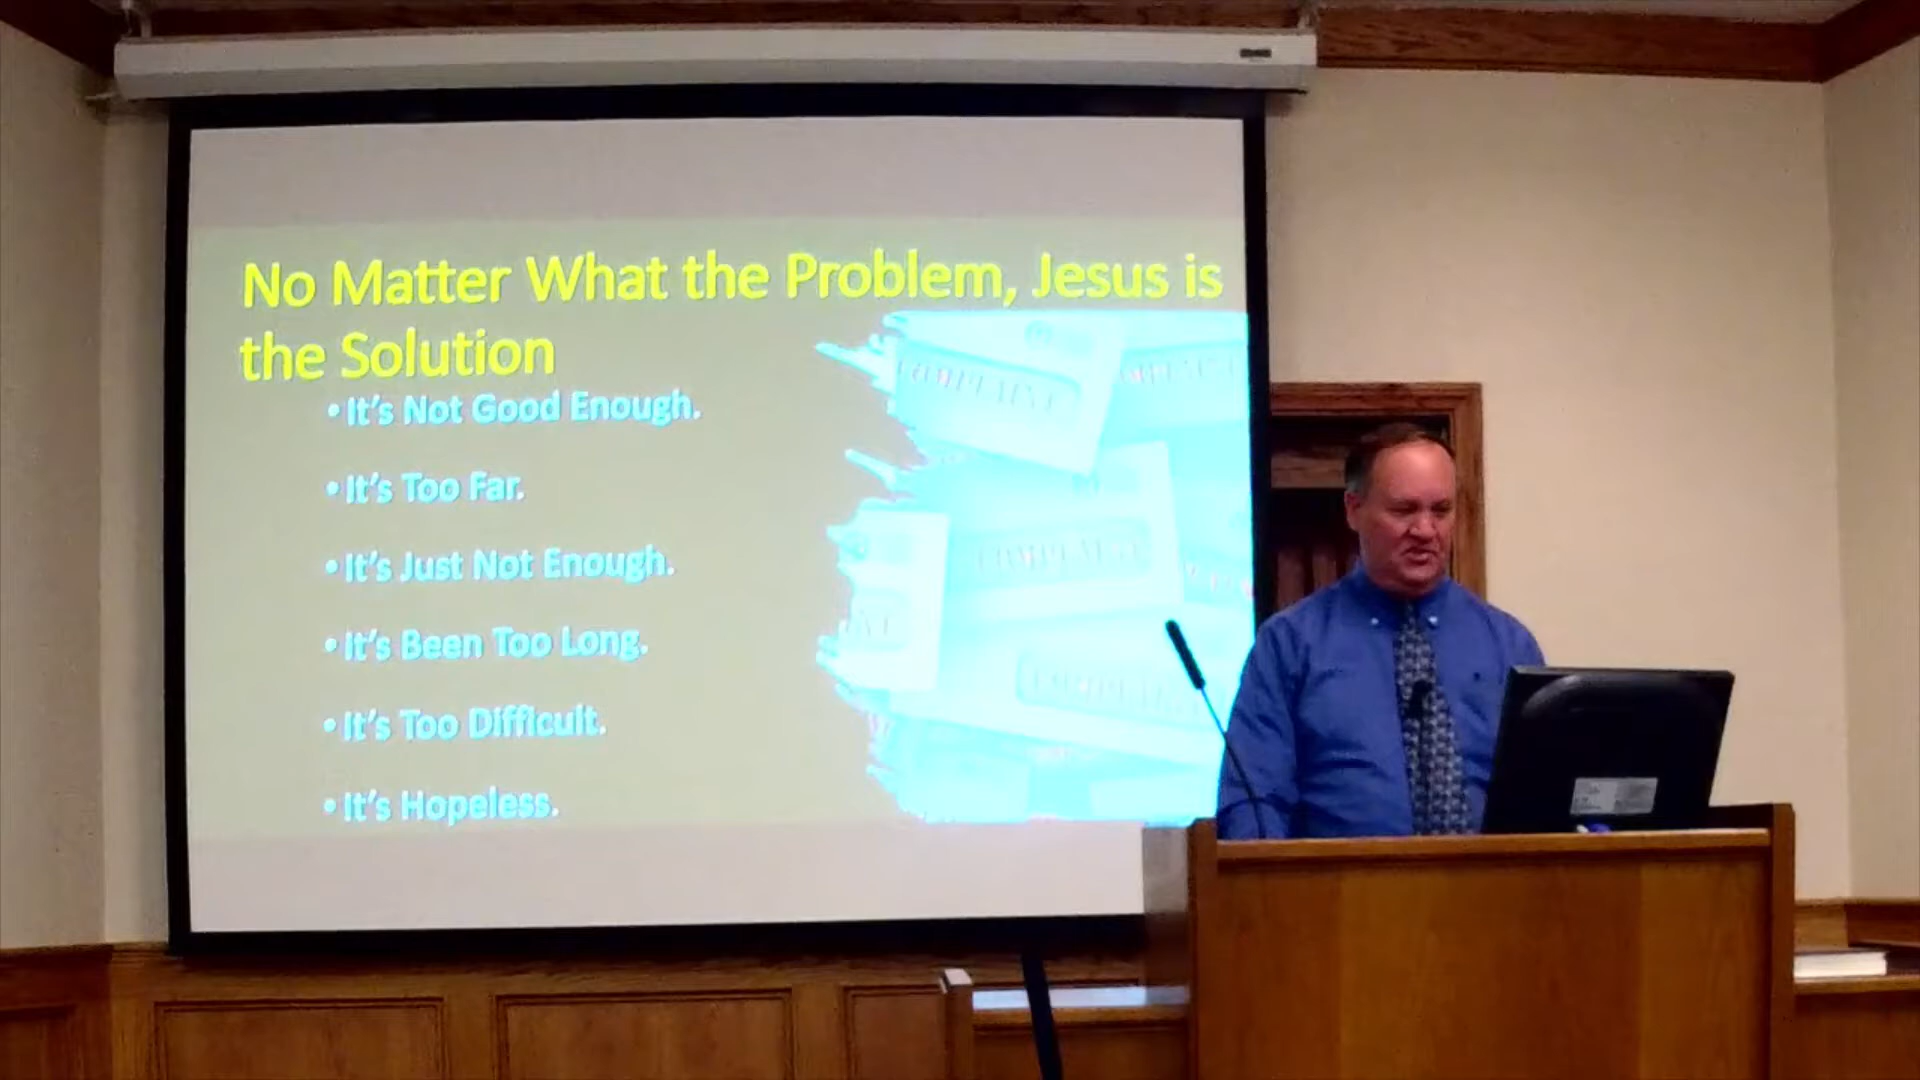 No Matter What the Problem, Jesus is
the Solution
• It's Not Good Enough.
• It's Too Far.
• It's Just Not Enough.
• It's Been Too Long.
• It's Too Difficult.
• It's Hopeless.